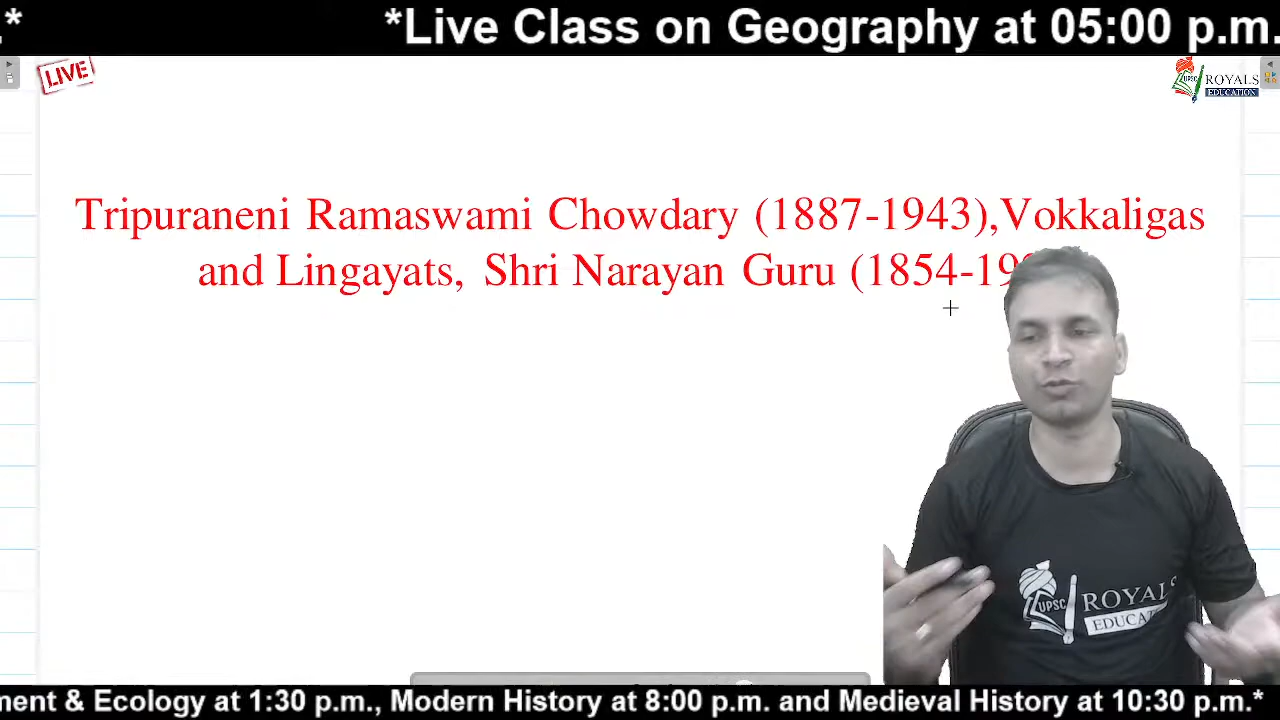 .*
*Live Class on Geography at 05:00 p.m.
LIVE
UPSC ROYALS
EDUCATION
Tripuraneni Ramaswami Chowdary (1887-1943),Vokkaligas
and Lingayats, Shri Narayan Guru (1854-19
UPSC ROYALS
EDUCAT
ment & Ecology at 1:30 p.m., Modern History at 8:00 p.m. and Medieval History at 10:30 p.m.*